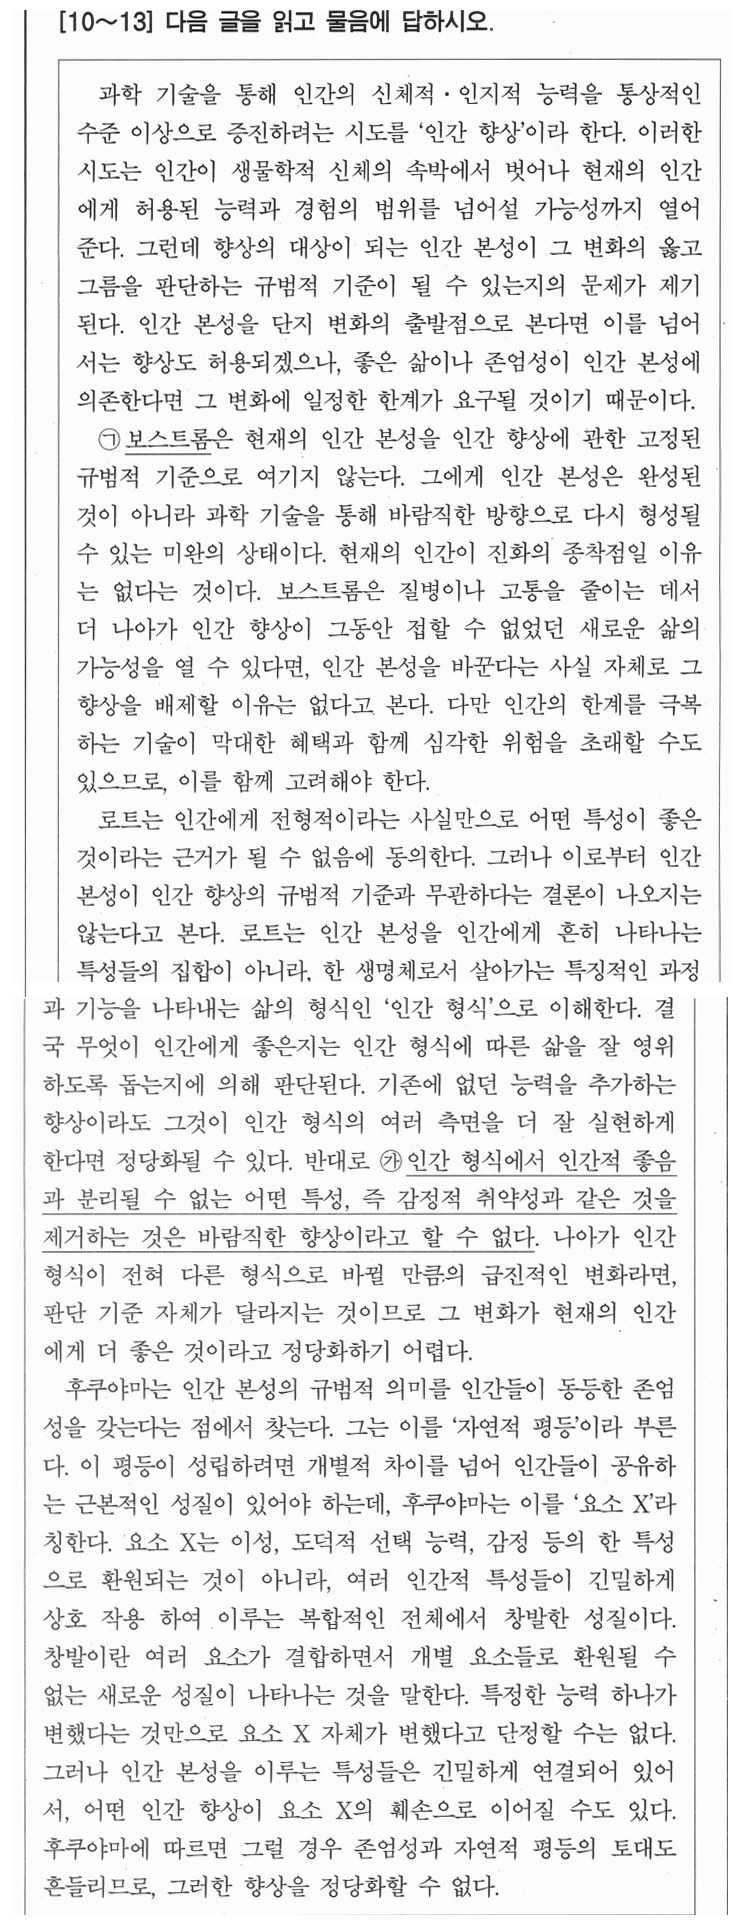 [10～13] 다음 글을 읽고 물음에 답하시오.
과학 기술을 통해 인간의 신체적·인지적 능력을 통상적인
수준 이상으로 증진하려는 시도를 ‘인간 향상’이라 한다. 이러한
시도는 인간이 생물학적 신체의 속박에서 벗어나 현재의 인간
에게 허용된 능력과 경험의 범위를 넘어설 가능성까지 열어
준다. 그런데 향상의 대상이 되는 인간 본성이 그 변화의 옳고
그름을 판단하는 규범적 기준이 될 수 있는지의 문제가 제기
된다. 인간 본성을 단지 변화의 출발점으로 본다면 이를 넘어
서는 향상도 허용되겠으나, 좋은 삶이나 존엄성이 인간 본성에
의존한다면 그 변화에 일정한 한계가 요구될 것이기 때문이다.
㉠보스트롬은 현재의 인간 본성을 인간 향상에 관한 고정된
규범적 기준으로 여기지 않는다. 그에게 인간 본성은 완성된
것이 아니라 과학 기술을 통해 바람직한 방향으로 다시 형성될
수 있는 미완의 상태이다. 현재의 인간이 진화의 종착점일 이유
는 없다는 것이다. 보스트롬은 질병이나 고통을 줄이는 데서
더 나아가 인간 향상이 그동안 접할 수 없었던 새로운 삶의
가능성을 열 수 있다면, 인간 본성을 바꾼다는 사실 자체로 그
향상을 배제할 이유는 없다고 본다. 다만 인간의 한계를 극복
하는 기술이 막대한 혜택과 함께 심각한 위험을 초래할 수도
있으므로, 이를 함께 고려해야 한다.
로트는 인간에게 전형적이라는 사실만으로 어떤 특성이 좋은
것이라는 근거가 될 수 없음에 동의한다. 그러나 이로부터 인간
본성이 인간 향상의 규범적 기준과 무관하다는 결론이 나오지는
않는다고 본다. 로트는 인간 본성을 인간에게 흔히 나타나는
특성들의 집합이 아니라, 한 생명체로서 살아가는 특징적인 과정
과 기능을 나타내는 삶의 형식인 ‘인간 형식’으로 이해한다. 결
국 무엇이 인간에게 좋은지는 인간 형식에 따른 삶을 잘 영위
하도록 돕는지에 의해 판단된다. 기존에 없던 능력을 추가하는
향상이라도 그것이 인간 형식의 여러 측면을 더 잘 실현하게
한다면 정당화될 수 있다. 반대로 ㉮인간 형식에서 인간적 좋음
과 분리될 수 없는 어떤 특성, 즉 감정적 취약성과 같은 것을
제거하는 것은 바람직한 향상이라고 할 수 없다. 나아가 인간
형식이 전혀 다른 형식으로 바뀔 만큼의 급진적인 변화라면,
판단 기준 자체가 달라지는 것이므로 그 변화가 현재의 인간
에게 더 좋은 것이라고 정당화하기 어렵다.
후쿠야마는 인간 본성의 규범적 의미를 인간들이 동등한 존엄
성을 갖는다는 점에서 찾는다. 그는 이를 ‘자연적 평등’이라 부른
다. 이 평등이 성립하려면 개별적 차이를 넘어 인간들이 공유하
는 근본적인 성질이 있어야 하는데, 후쿠야마는 이를 ‘요소 X’라
칭한다. 요소 X는 이성, 도덕적 선택 능력, 감정 등의 한 특성
으로 환원되는 것이 아니라, 여러 인간적 특성들이 긴밀하게
상호 작용 하여 이루는 복합적인 전체에서 창발한 성질이다.
창발이란 여러 요소가 결합하면서 개별 요소들로 환원될 수
없는 새로운 성질이 나타나는 것을 말한다. 특정한 능력 하나가
변했다는 것만으로 요소 X 자체가 변했다고 단정할 수는 없다.
그러나 인간 본성을 이루는 특성들은 긴밀하게 연결되어 있어
서, 어떤 인간 향상이 요소 X의 훼손으로 이어질 수도 있다.
후쿠야마에 따르면 그럴 경우 존엄성과 자연적 평등의 토대도
흔들리므로, 그러한 향상을 정당화할 수 없다.